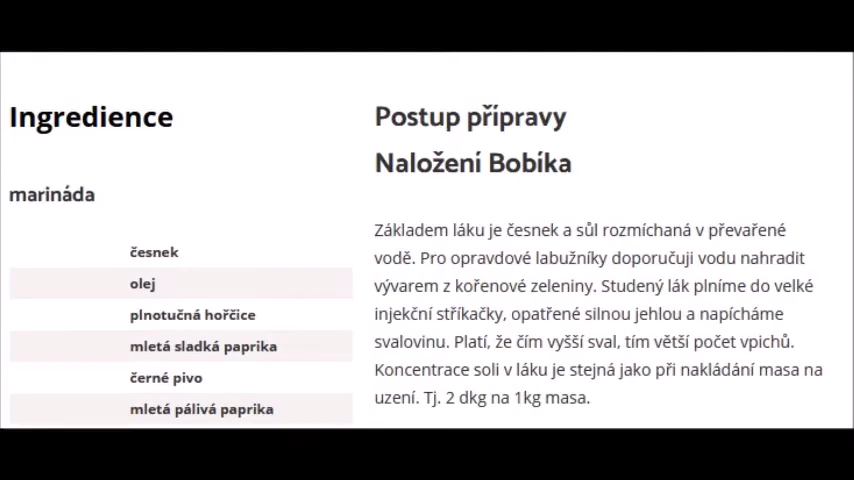 Ingredience
marináda
česnek
olej
plnotučná hořčice
mletá sladká paprika
černé pivo
mletá pálivá paprika
Postup přípravy
Naložení Bobíka
Základem láku je česnek a sůl rozmíchaná v převařené
vodě. Pro opravdové labužníky doporučuji vodu nahradit
vývarem z kořenové zeleniny. Studený lák plníme do velké
injekční stříkačky, opatřené silnou jehlou a napícháme
svalovinu. Platí, že čím vyšší sval, tím větší počet vpichů.
Koncentrace soli v láku je stejná jako při nakládání masa na
uzení. Tj. 2 dkg na 1kg masa.